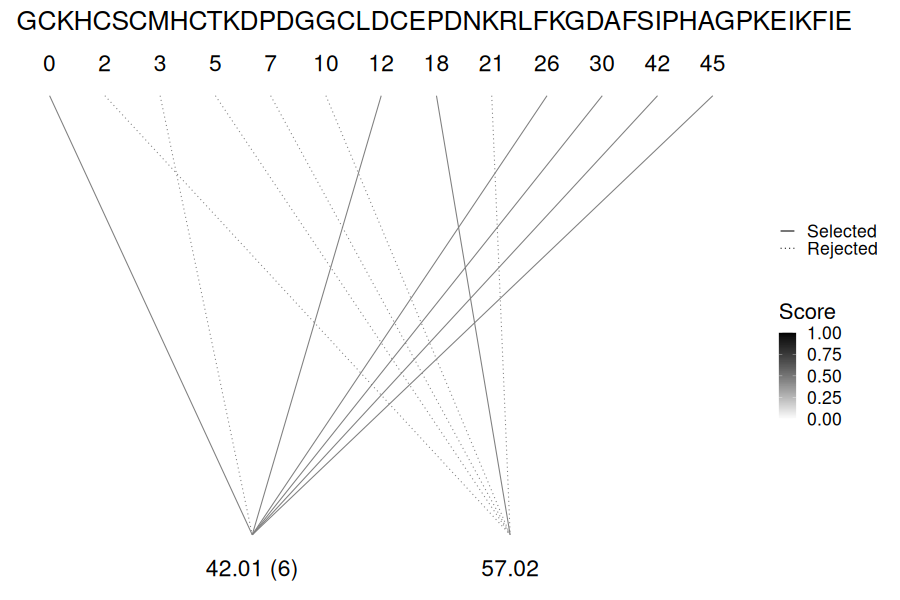 GCKHCSCMHCTKDPDGGCLDCEPDNKRLFKGDAFSIPHAGPKEIKFIE
0 2 3 5 7 10 12 18 21 26 30 42 45
Selected
Rejected
Score
1.00
0.75
0.50
0.25
0.00
42.01 (6) 57.02